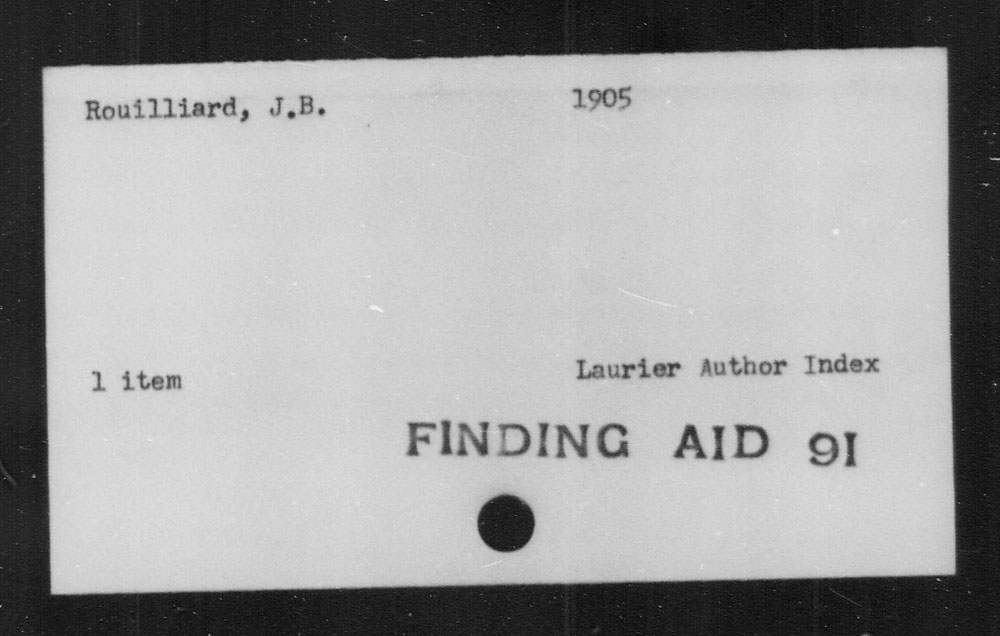 Rouilliard, J.B. 1905
1 item Laurier Author Index
FINDING AID 91